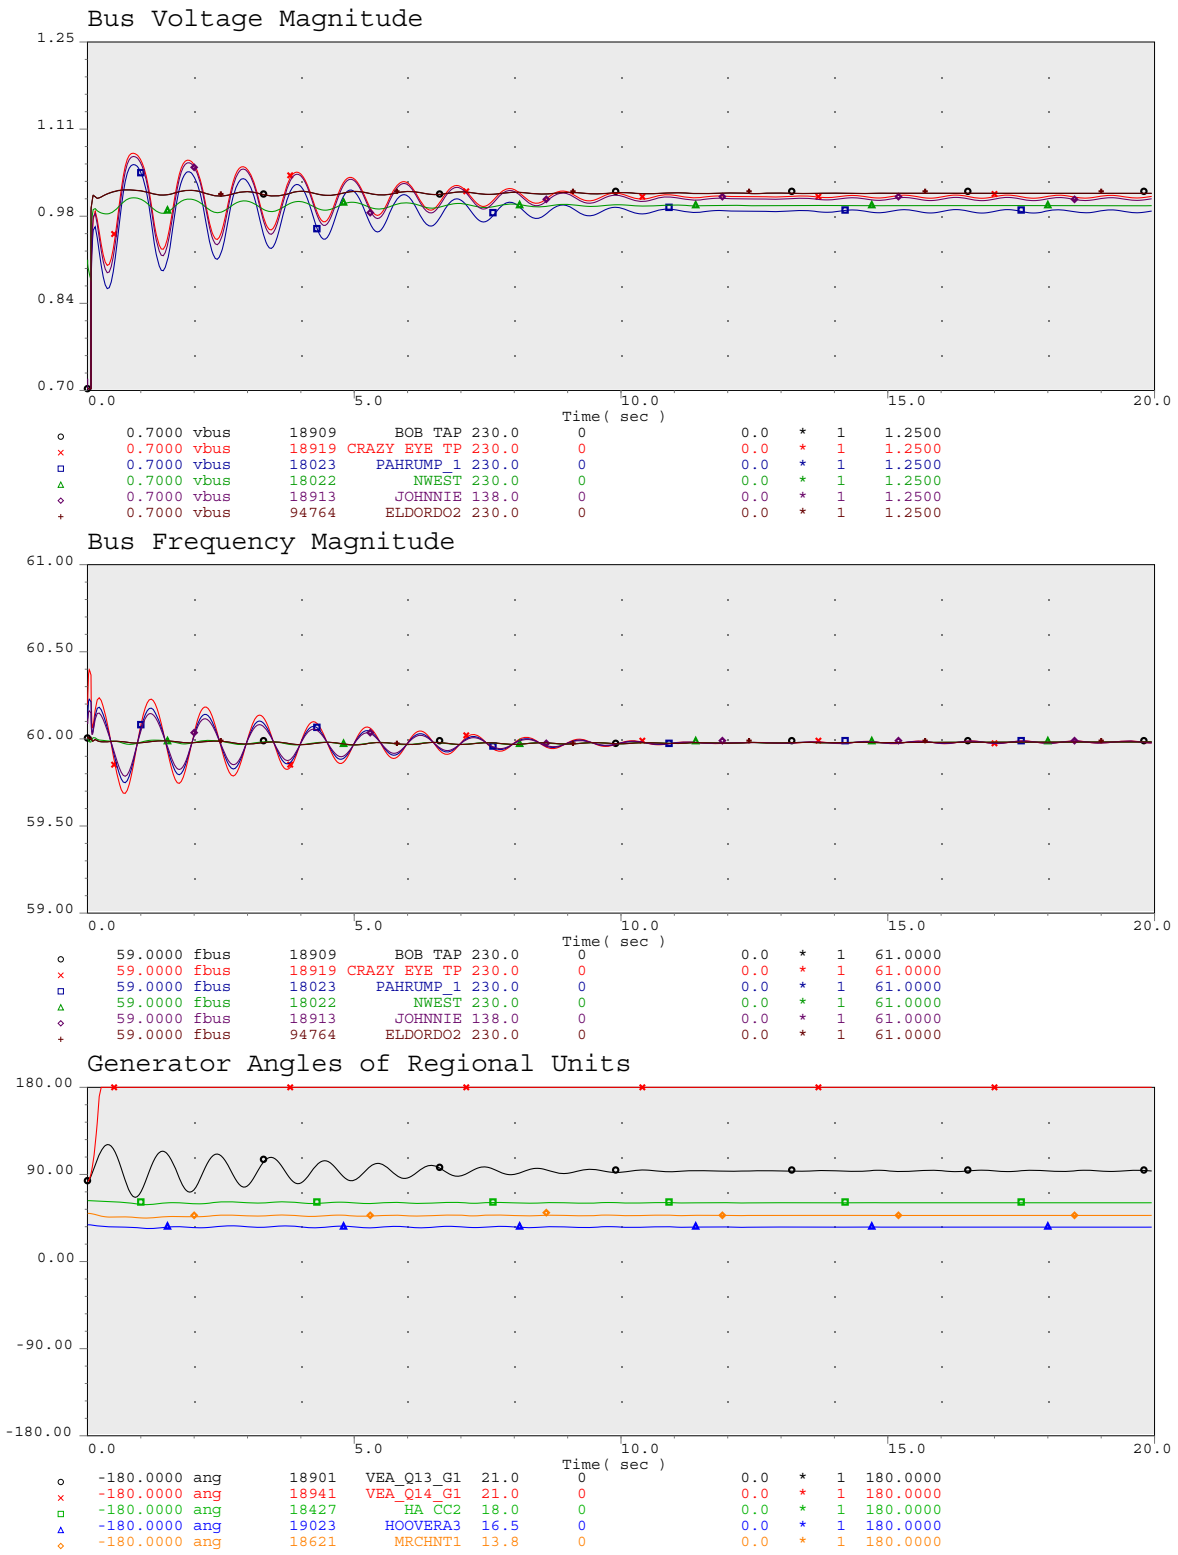 Bus Voltage Magnitude
1.25
1.11
0.98
0.84
0.70
0.0 5.0 10.0 15.0 20.0
Time( sec )
0.7000 vbus 18909 BOB TAP 230.0 0 0.0 * 1 1.2500
0.7000 vbus 18919 CRAZY EYE TP 230.0 0 0.0 * 1 1.2500
0.7000 vbus 18023 PAHRUMP_1 230.0 0 0.0 * 1 1.2500
0.7000 vbus 18022 NWEST 230.0 0 0.0 * 1 1.2500
0.7000 vbus 18913 JOHNNIE 138.0 0 0.0 * 1 1.2500
0.7000 vbus 94764 ELDORDO2 230.0 0 0.0 * 1 1.2500
Bus Frequency Magnitude
61.00
60.50
60.00
59.50
59.00
0.0 5.0 10.0 15.0 20.0
Time( sec )
59.0000 fbus 18909 BOB TAP 230.0 0 0.0 * 1 61.0000
59.0000 fbus 18919 CRAZY EYE TP 230.0 0 0.0 * 1 61.0000
59.0000 fbus 18023 PAHRUMP_1 230.0 0 0.0 * 1 61.0000
59.0000 fbus 18022 NWEST 230.0 0 0.0 * 1 61.0000
59.0000 fbus 18913 JOHNNIE 138.0 0 0.0 * 1 61.0000
59.0000 fbus 94764 ELDORDO2 230.0 0 0.0 * 1 61.0000
Generator Angles of Regional Units
180.00
90.00
0.00
-90.00
-180.00
0.0 5.0 10.0 15.0 20.0
Time( sec )
-180.0000 ang 18901 VEA_Q13_G1 21.0 0 0.0 * 1 180.0000
-180.0000 ang 18941 VEA_Q14_G1 21.0 0 0.0 * 1 180.0000
-180.0000 ang 18427 HA CC2 18.0 0 0.0 * 1 180.0000
-180.0000 ang 19023 HOOVERA3 16.5 0 0.0 * 1 180.0000
-180.0000 ang 18621 MRCHNT1 13.8 0 0.0 * 1 180.0000